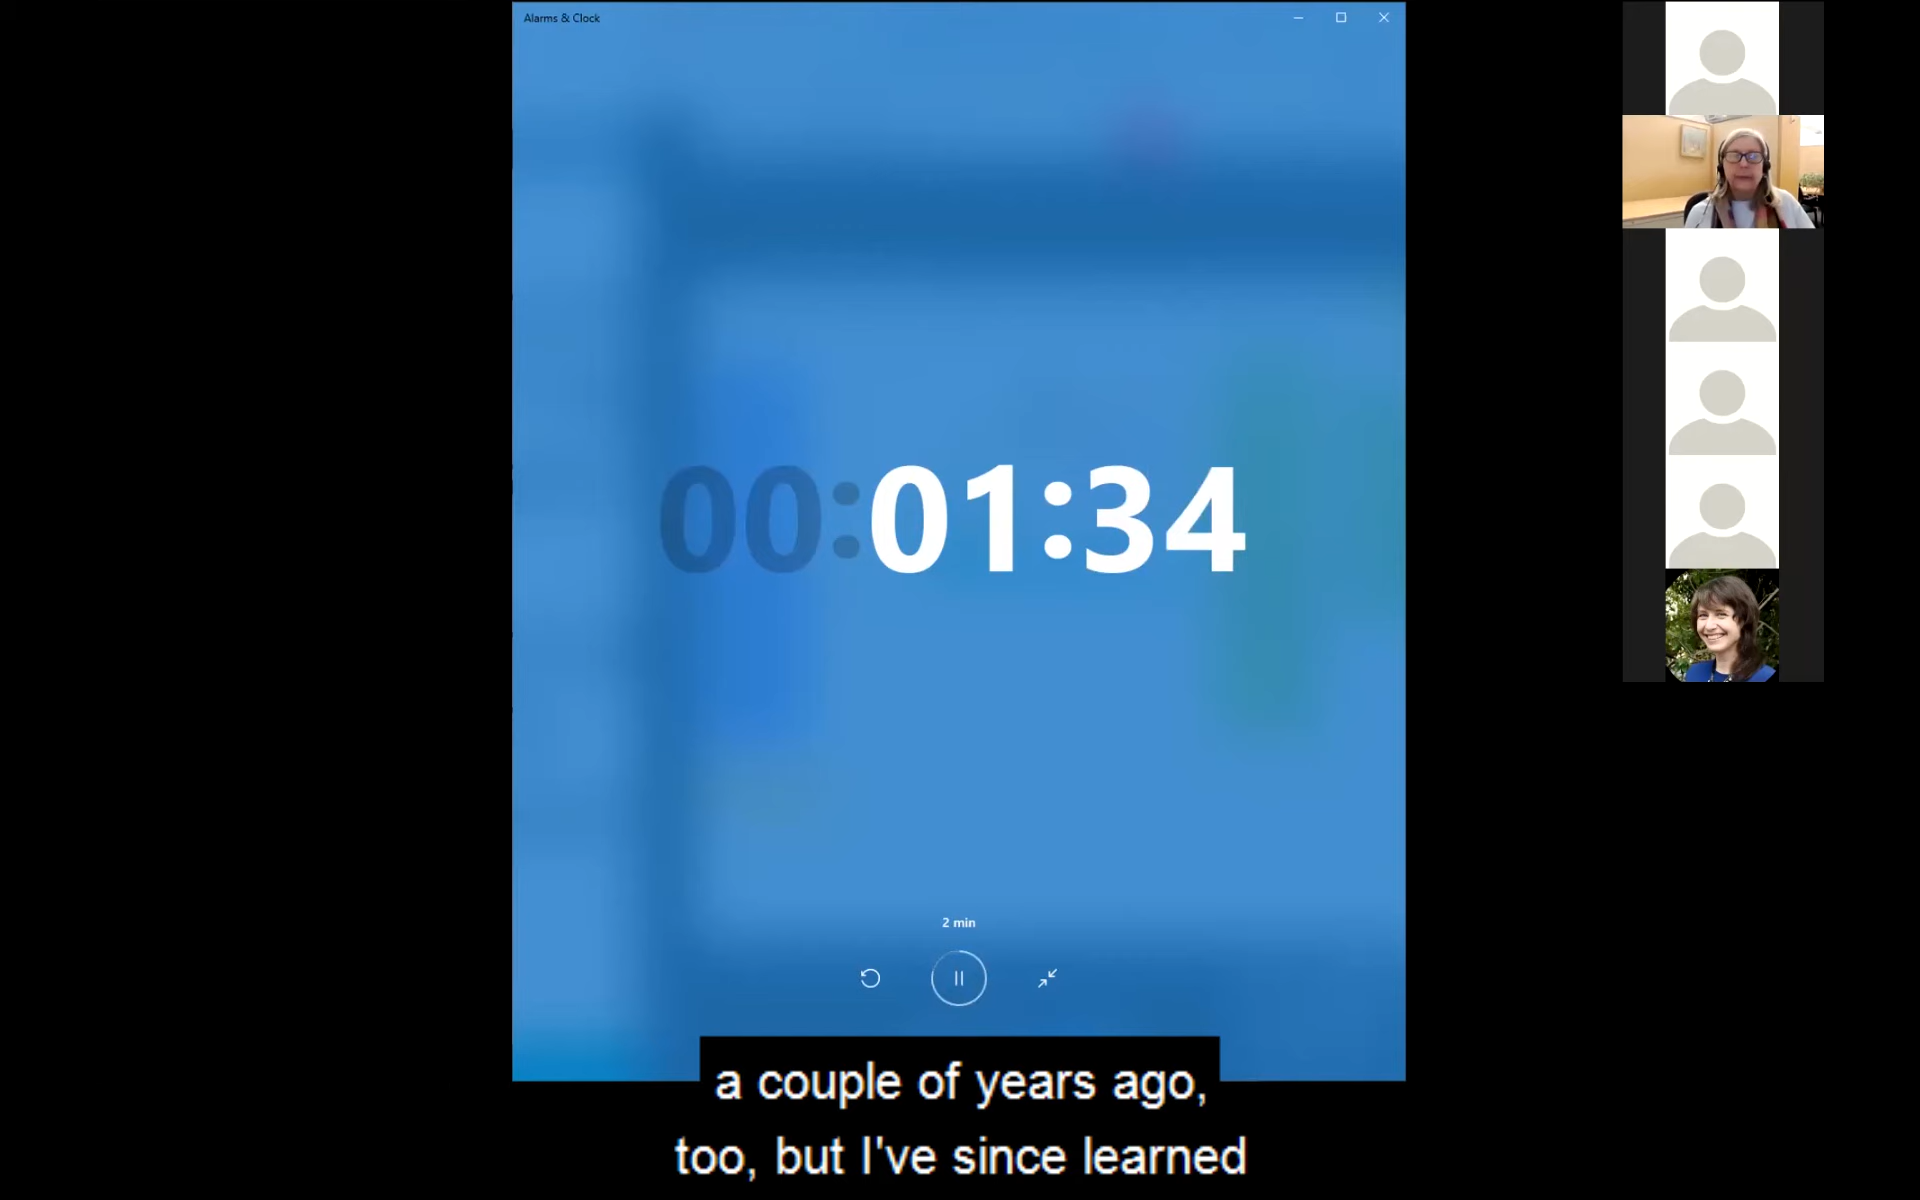 Alarms & Clock
00:01:34
2 min
a couple of years ago,
too, but I've since learned